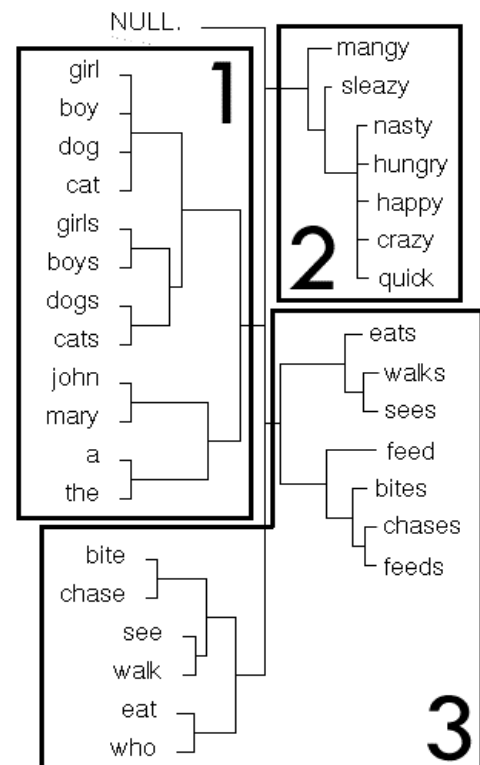 NULL.
1
girl
boy
dog
cat
girls
boys
dogs
cats
john
mary
a
the
2
mangy
sleazy
nasty
hungry
happy
crazy
quick
eats
walks
sees
feed
bites
chases
feeds
bite
chase
see
walk
eat
who
3